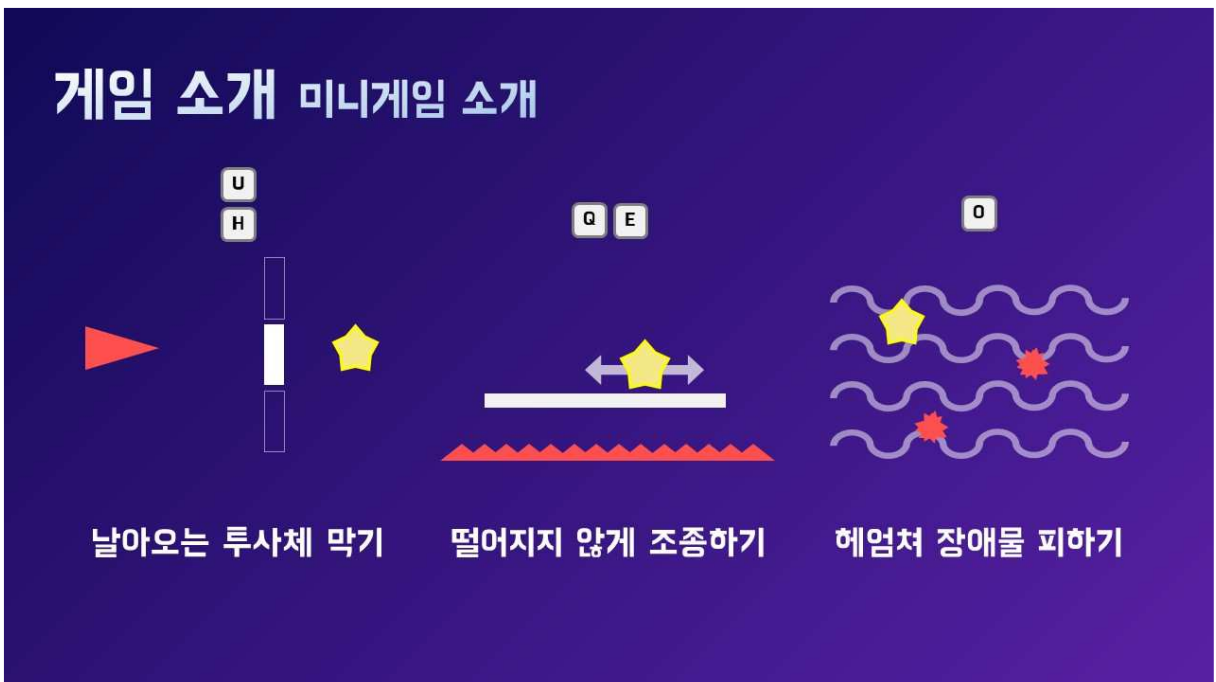 게임 소개 미니게임 소개
U
H
Q E
O
날아오는 투사체 막기
떨어지지 않게 조종하기
헤엄쳐 장애물 피하기